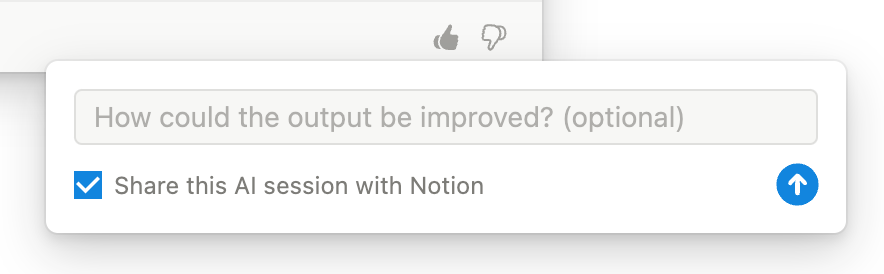 How could the output be improved? (optional)
Share this AI session with Notion